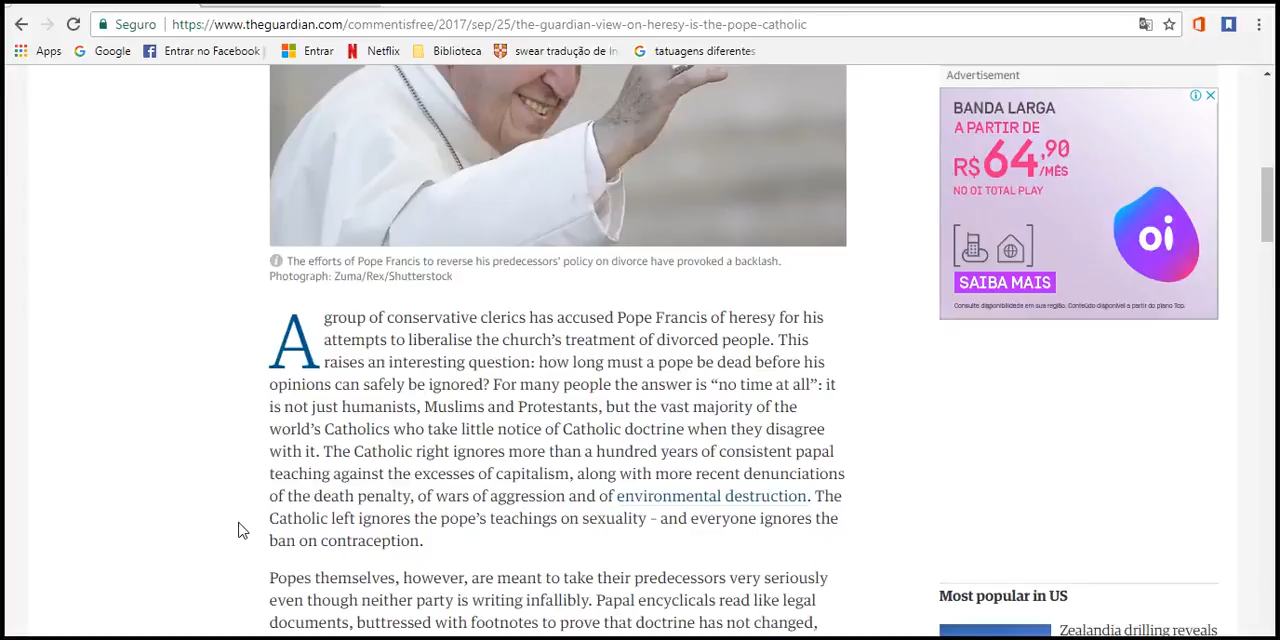 Seguro
https://www.theguardian.com/commentisfree/2017/sep/25/the-guardian-view-on-heresy-is-the-pope-catholic
Apps Google Entrar no Facebook Entrar Netflix Biblioteca swear tradução de In tatuagens diferentes
The efforts of Pope Francis to reverse his predecessors' policy on divorce have provoked a backlash.
Photograph: Zuma/Rex/Shutterstock
A group of conservative clerics has accused Pope Francis of heresy for his
attempts to liberalise the church's treatment of divorced people. This
raises an interesting question: how long must a pope be dead before his
opinions can safely be ignored? For many people the answer is “no time at all”: it
is not just humanists, Muslims and Protestants, but the vast majority of the
world's Catholics who take little notice of Catholic doctrine when they disagree
with it. The Catholic right ignores more than a hundred years of consistent papal
teaching against the excesses of capitalism, along with more recent denunciations
of the death penalty, of wars of aggression and of environmental destruction. The
Catholic left ignores the pope's teachings on sexuality – and everyone ignores the
ban on contraception.
Popes themselves, however, are meant to take their predecessors very seriously
even though neither party is writing infallibly. Papal encyclicals read like legal
documents, buttressed with footnotes to prove that doctrine has not changed,
Advertisement
BANDA LARGA
A PARTIR DE
R$64,90
/MÊS
NO OI TOTAL PLAY
oi
SAIBA MAIS
Consulte disponibilidade em sua região. Conteúdo disponível a partir do plano Top.
Most popular in US
Zealandia drilling reveals